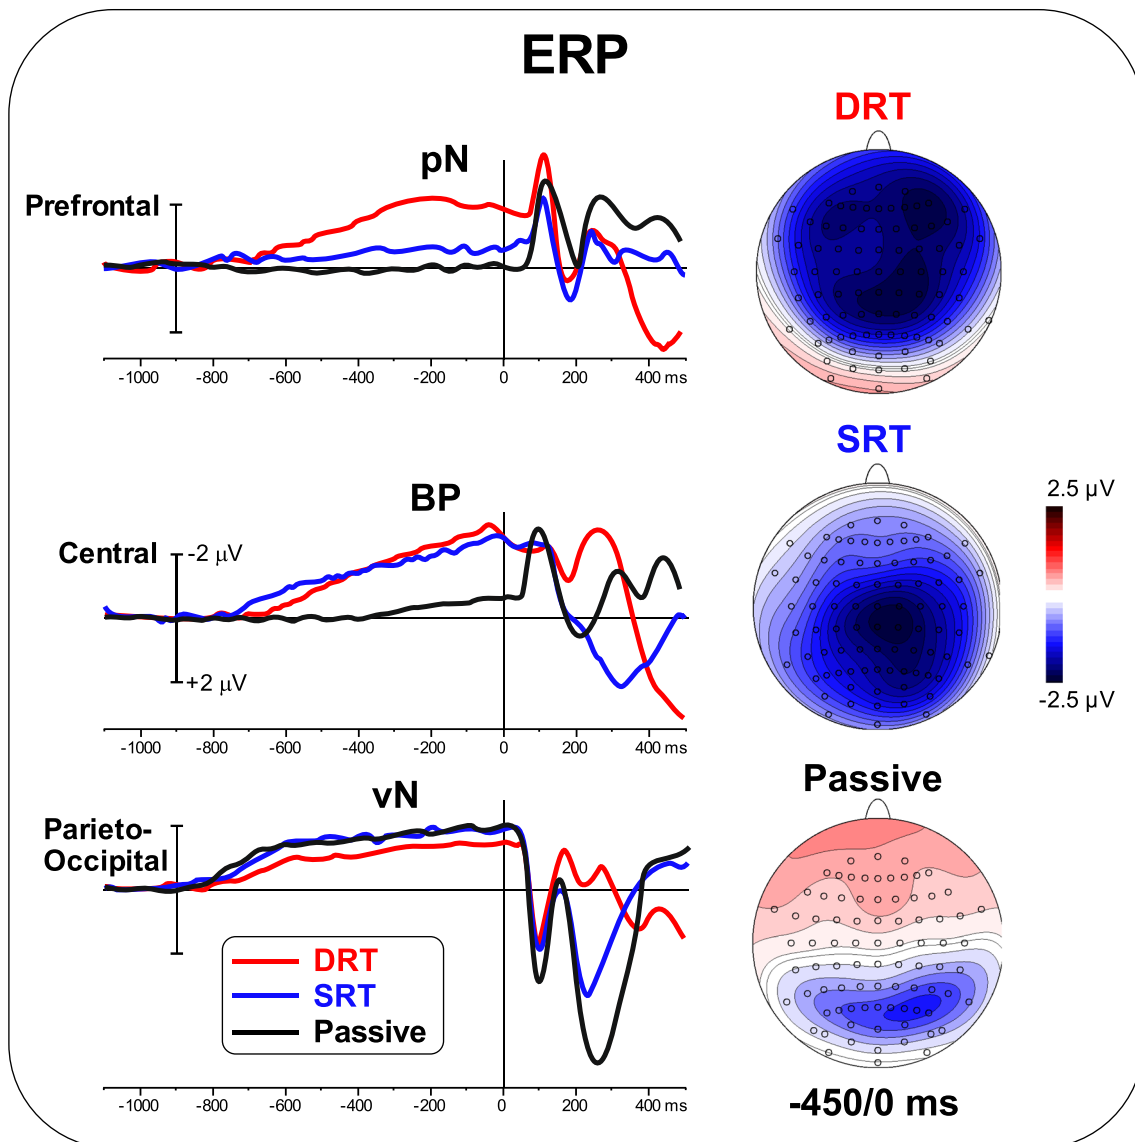 ERP
DRT
pN
Prefrontal
-1000 -800 -600 -400 -200 0 200 400 ms
SRT
BP
Central
-2 µV
+2 µV
2.5 µV
-2.5 µV
-1000 -800 -600 -400 -200 0 200 400 ms
Passive
vN
Parieto-
Occipital
DRT
SRT
Passive
-1000 -800 -600 -400 -200 0 200 400 ms
-450/0 ms